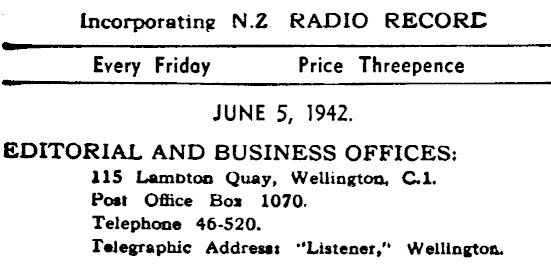 Incorporating N.Z RADIO RECORD
Every Friday Price Threepence
JUNE 5, 1942.
EDITORIAL AND BUSINESS OFFICES:
115 Lambton Quay, Wellington, C.1.
Post Office Box 1070.
Telephone 46-520.
Telegraphic Address: "Listener," Wellington.